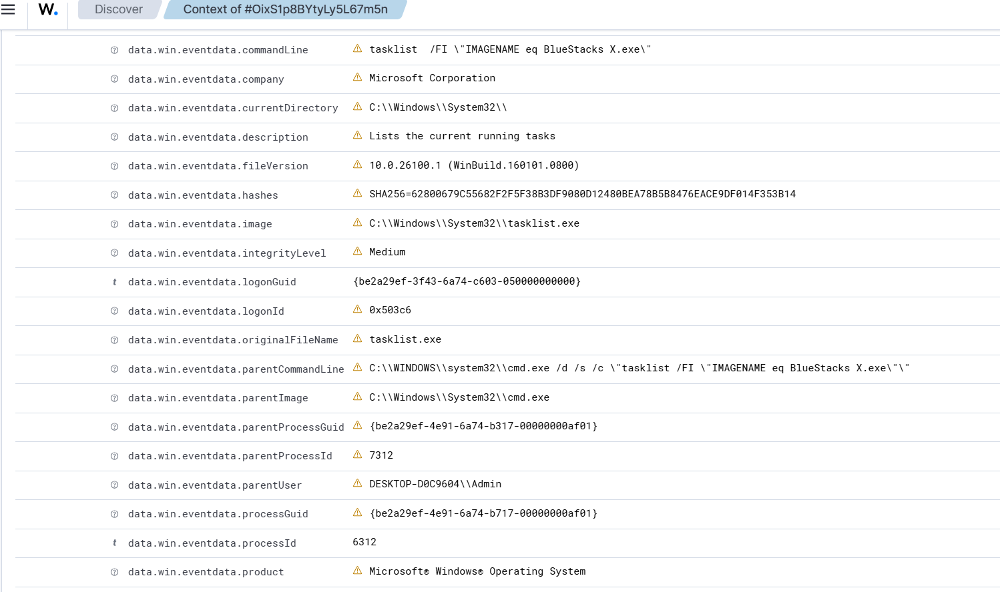 W.
Discover
Context of #OixS1p8BYtyLy5L67m5n
data.win.eventdata.commandLine tasklist  /FI \"IMAGENAME eq BlueStacks X.exe\"
data.win.eventdata.company Microsoft Corporation
data.win.eventdata.currentDirectory C:\\Windows\\System32\\
data.win.eventdata.description Lists the current running tasks
data.win.eventdata.fileVersion 10.0.26100.1 (WinBuild.160101.0800)
data.win.eventdata.hashes SHA256=62800679C55682F2F5F38B3DF9080D12480BEA78B5B8476EACE9DF014F353B14
data.win.eventdata.image C:\\Windows\\System32\\tasklist.exe
data.win.eventdata.integrityLevel Medium
t data.win.eventdata.logonGuid {be2a29ef-3f43-6a74-c603-050000000000}
data.win.eventdata.logonId 0x503c6
data.win.eventdata.originalFileName tasklist.exe
data.win.eventdata.parentCommandLine C:\\WINDOWS\\system32\\cmd.exe /d /s /c \"tasklist /FI \"IMAGENAME eq BlueStacks X.exe\"\"
data.win.eventdata.parentImage C:\\Windows\\System32\\cmd.exe
data.win.eventdata.parentProcessGuid {be2a29ef-4e91-6a74-b317-00000000af01}
data.win.eventdata.parentProcessId 7312
data.win.eventdata.parentUser DESKTOP-D0C9604\\Admin
data.win.eventdata.processGuid {be2a29ef-4e91-6a74-b717-00000000af01}
t data.win.eventdata.processId 6312
data.win.eventdata.product Microsoft® Windows® Operating System